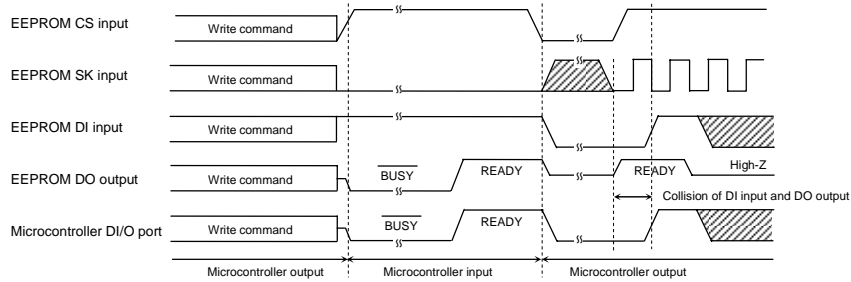 EEPROM CS input
Write command
EEPROM SK input
Write command
EEPROM DI input
Write command
EEPROM DO output
Write command
BUSY
READY
READY
High-Z
Collision of DI input and DO output
Microcontroller DI/O port
Write command
BUSY
READY
Microcontroller output
Microcontroller input
Microcontroller output